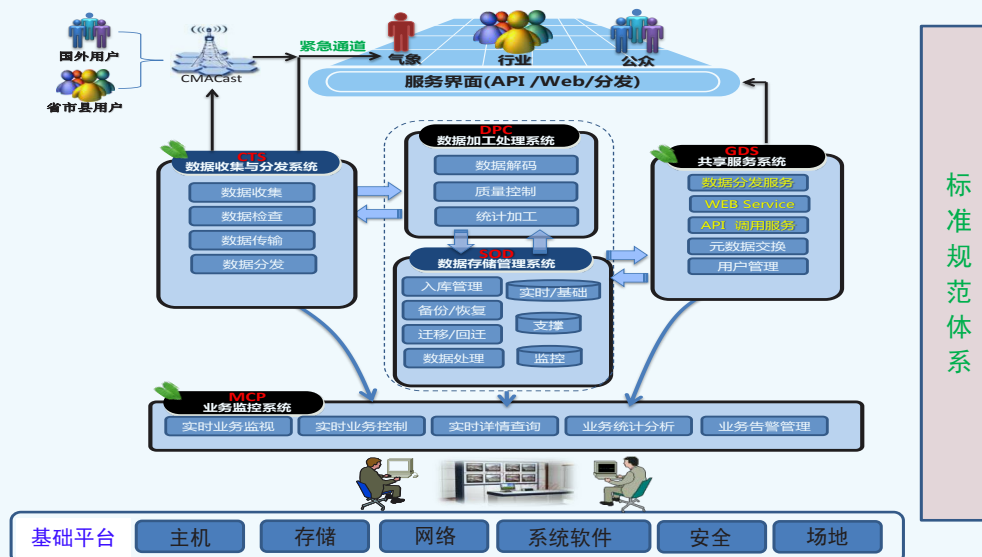 国外用户
省市县用户
CMACast
紧急通道
气象
行业
公众
服务界面(API /Web/分发)
CTS
数据收集与分发系统
数据收集
数据检查
数据传输
数据分发
DPC
数据加工处理系统
数据解码
质量控制
统计加工
SOD
数据存储管理系统
入库管理
备份/恢复
迁移/回迁
数据处理
实时/基础
支撑
监控
GDS
共享服务系统
数据分发服务
WEB Service
API 调用服务
元数据交换
用户管理
MCP
业务监控系统
实时业务监视
实时业务控制
实时详情查询
业务统计分析
业务告警管理
基础平台
主机
存储
网络
系统软件
安全
场地
标准规范体系